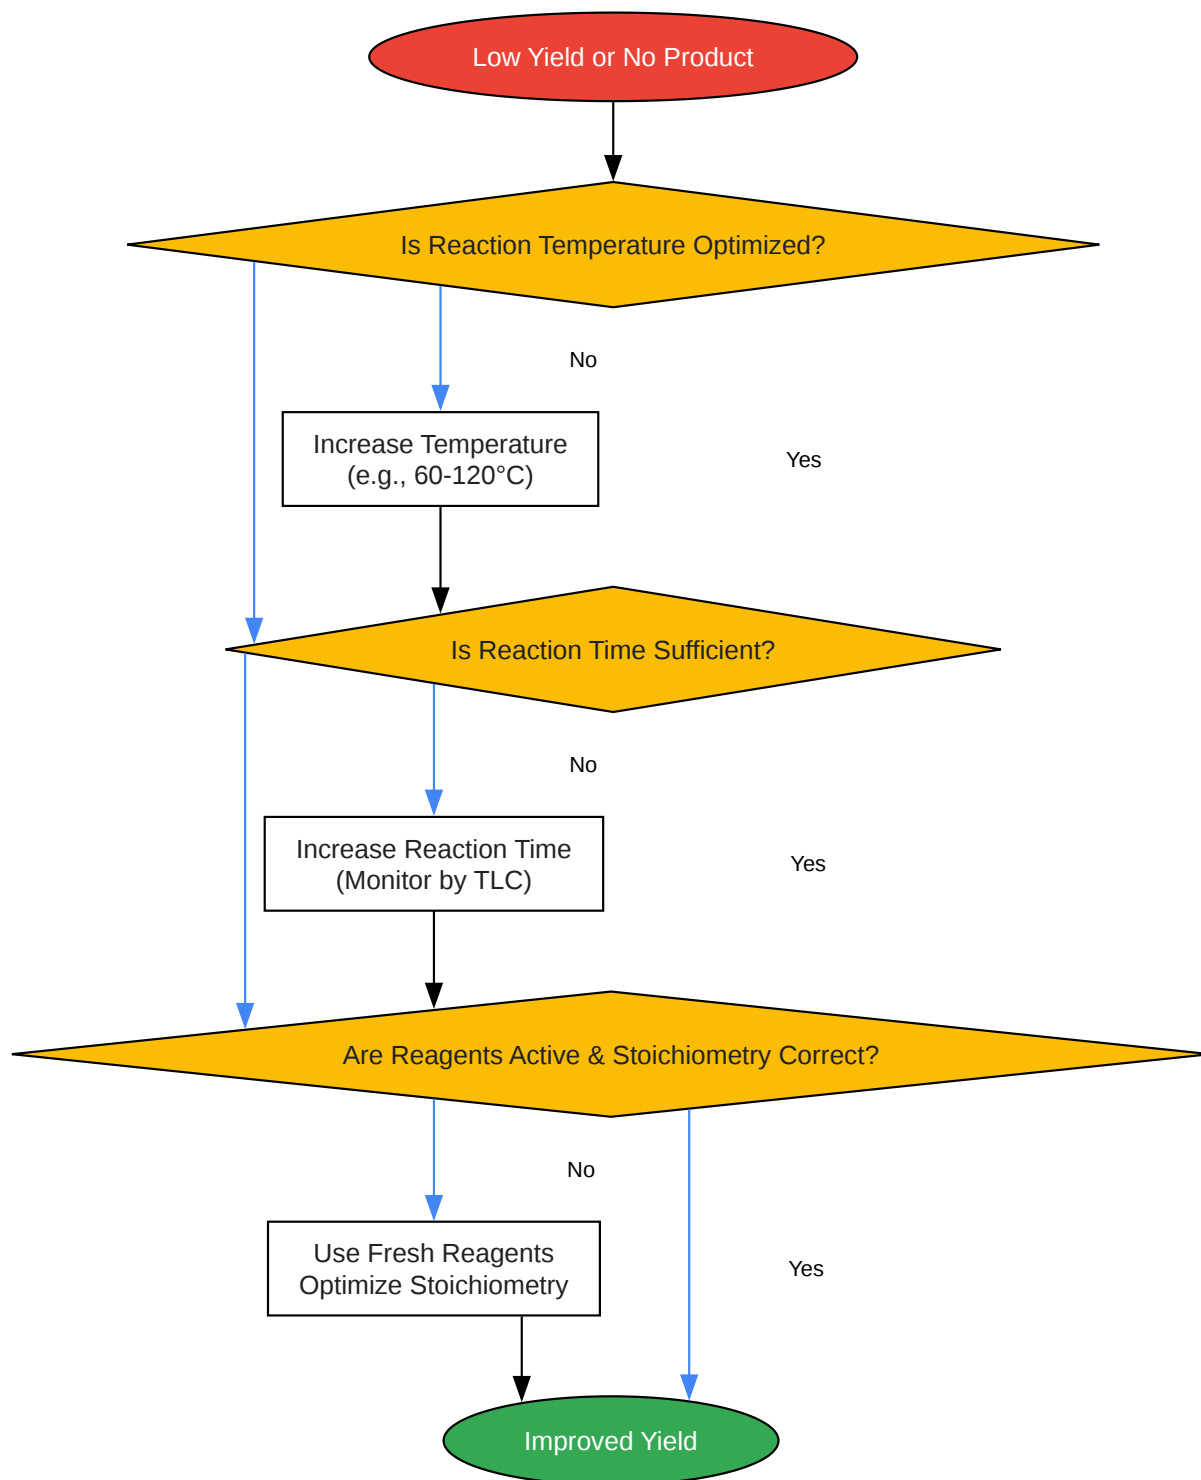 Low Yield or No Product
Is Reaction Temperature Optimized?
No
Increase Temperature
(e.g., 60-120°C)
Yes
Is Reaction Time Sufficient?
No
Increase Reaction Time
(Monitor by TLC)
Yes
Are Reagents Active & Stoichiometry Correct?
No
Use Fresh Reagents
Optimize Stoichiometry
Yes
Improved Yield